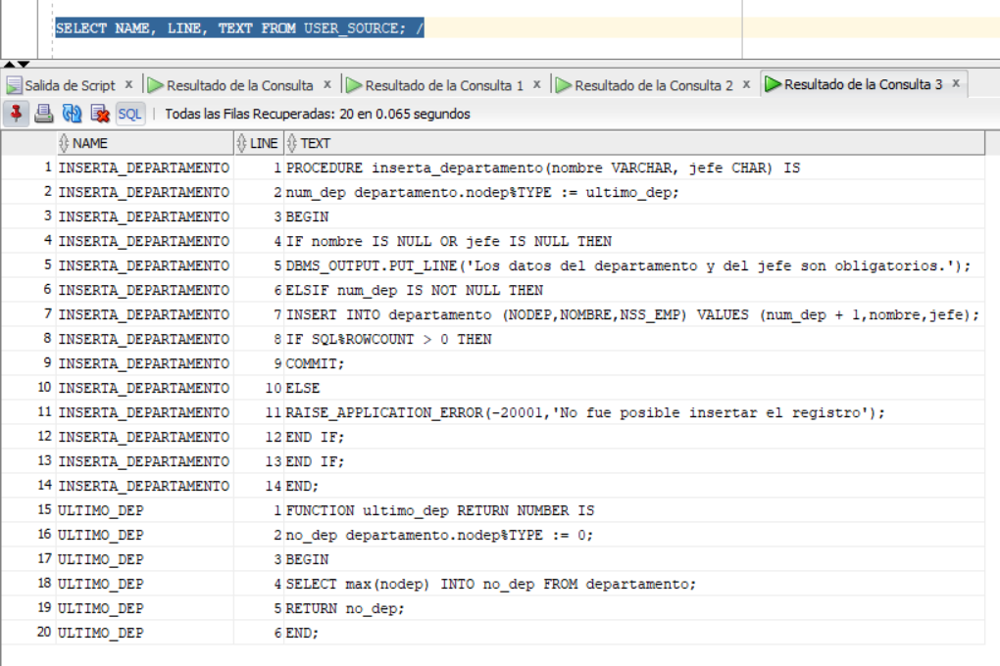 SELECT NAME, LINE, TEXT FROM USER_SOURCE; /
Salida de Script x Resultado de la Consulta x Resultado de la Consulta 1 x Resultado de la Consulta 2 x Resultado de la Consulta 3 x
SQL | Todas las Filas Recuperadas: 20 en 0.065 segundos
NAME LINE TEXT
1 INSERTA_DEPARTAMENTO 1 PROCEDURE inserta_departamento(nombre VARCHAR, jefe CHAR) IS
2 INSERTA_DEPARTAMENTO 2 num_dep departamento.nodep%TYPE := ultimo_dep;
3 INSERTA_DEPARTAMENTO 3 BEGIN
4 INSERTA_DEPARTAMENTO 4 IF nombre IS NULL OR jefe IS NULL THEN
5 INSERTA_DEPARTAMENTO 5 DBMS_OUTPUT.PUT_LINE('Los datos del departamento y del jefe son obligatorios.');
6 INSERTA_DEPARTAMENTO 6 ELSIF num_dep IS NOT NULL THEN
7 INSERTA_DEPARTAMENTO 7 INSERT INTO departamento (NODEP,NOMBRE,NSS_EMP) VALUES (num_dep + 1,nombre,jefe);
8 INSERTA_DEPARTAMENTO 8 IF SQL%ROWCOUNT > 0 THEN
9 INSERTA_DEPARTAMENTO 9 COMMIT;
10 INSERTA_DEPARTAMENTO 10 ELSE
11 INSERTA_DEPARTAMENTO 11 RAISE_APPLICATION_ERROR(-20001,'No fue posible insertar el registro');
12 INSERTA_DEPARTAMENTO 12 END IF;
13 INSERTA_DEPARTAMENTO 13 END IF;
14 INSERTA_DEPARTAMENTO 14 END;
15 ULTIMO_DEP 1 FUNCTION ultimo_dep RETURN NUMBER IS
16 ULTIMO_DEP 2 no_dep departamento.nodep%TYPE := 0;
17 ULTIMO_DEP 3 BEGIN
18 ULTIMO_DEP 4 SELECT max(nodep) INTO no_dep FROM departamento;
19 ULTIMO_DEP 5 RETURN no_dep;
20 ULTIMO_DEP 6 END;